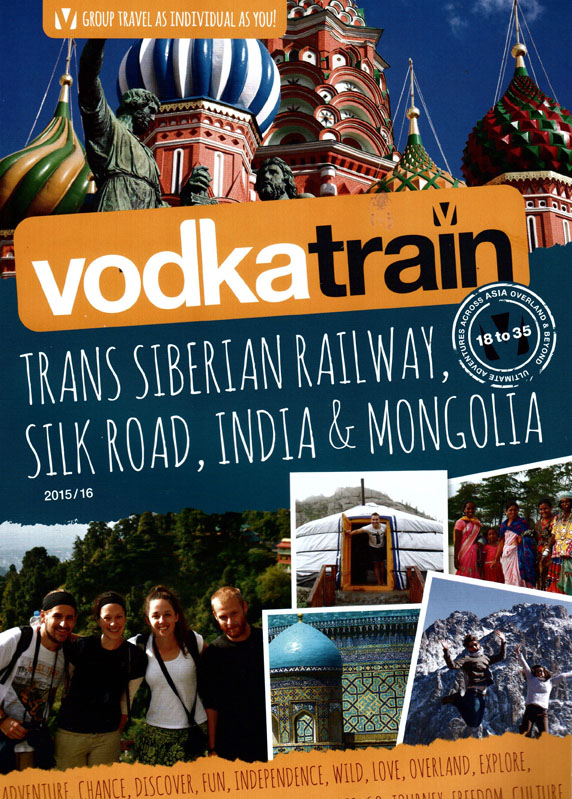 GROUP TRAVEL AS INDIVIDUAL AS YOU!
vodkatrain
ULTIMATE ADVENTURES ACROSS ASIA OVERLAND & BEYOND
18 to 35
TRANS SIBERIAN RAILWAY,
SILK ROAD, INDIA & MONGOLIA
2015/16
ADVENTURE, CHANCE, DISCOVER, FUN, INDEPENDENCE, WILD, LOVE, OVERLAND, EXPLORE,
GO, JOURNEY, FREEDOM, CULTURE